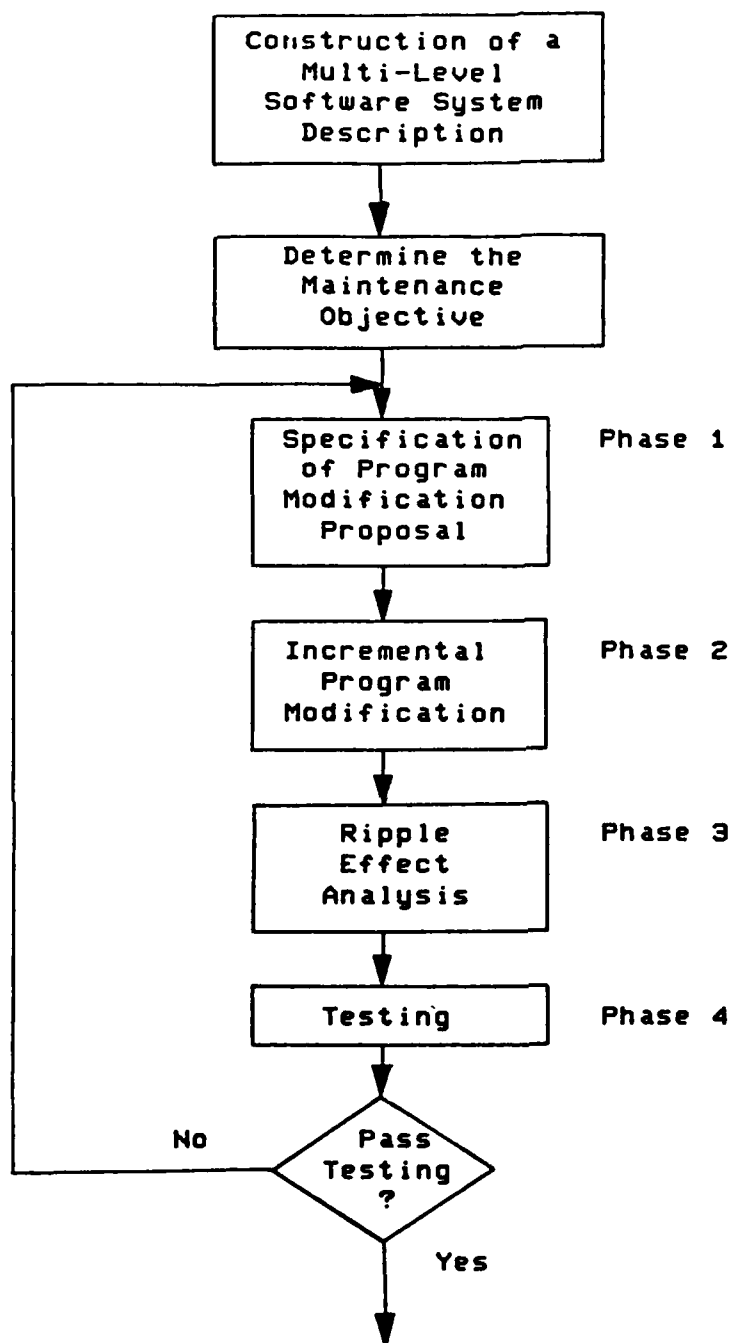 Construction of a
Multi-Level
Software System
Description
Determine the
Maintenance
Objective
Specification
of Program
Modification
Proposal
Phase 1
Incremental
Program
Modification
Phase 2
Ripple
Effect
Analysis
Phase 3
Testing
Phase 4
No
Pass
Testing
?
Yes